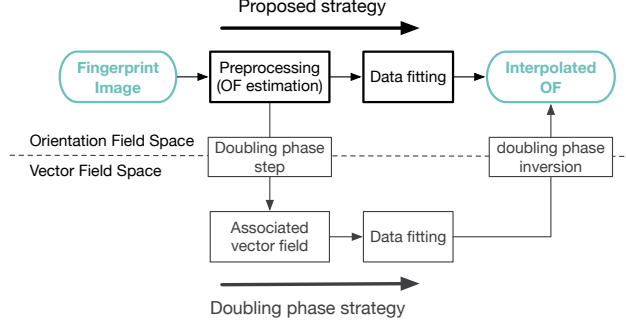 Proposed strategy
Fingerprint
Image
Preprocessing
(OF estimation)
Data fitting
Interpolated
OF
Orientation Field Space
Vector Field Space
Doubling phase
step
doubling phase
inversion
Associated
vector field
Data fitting
Doubling phase strategy